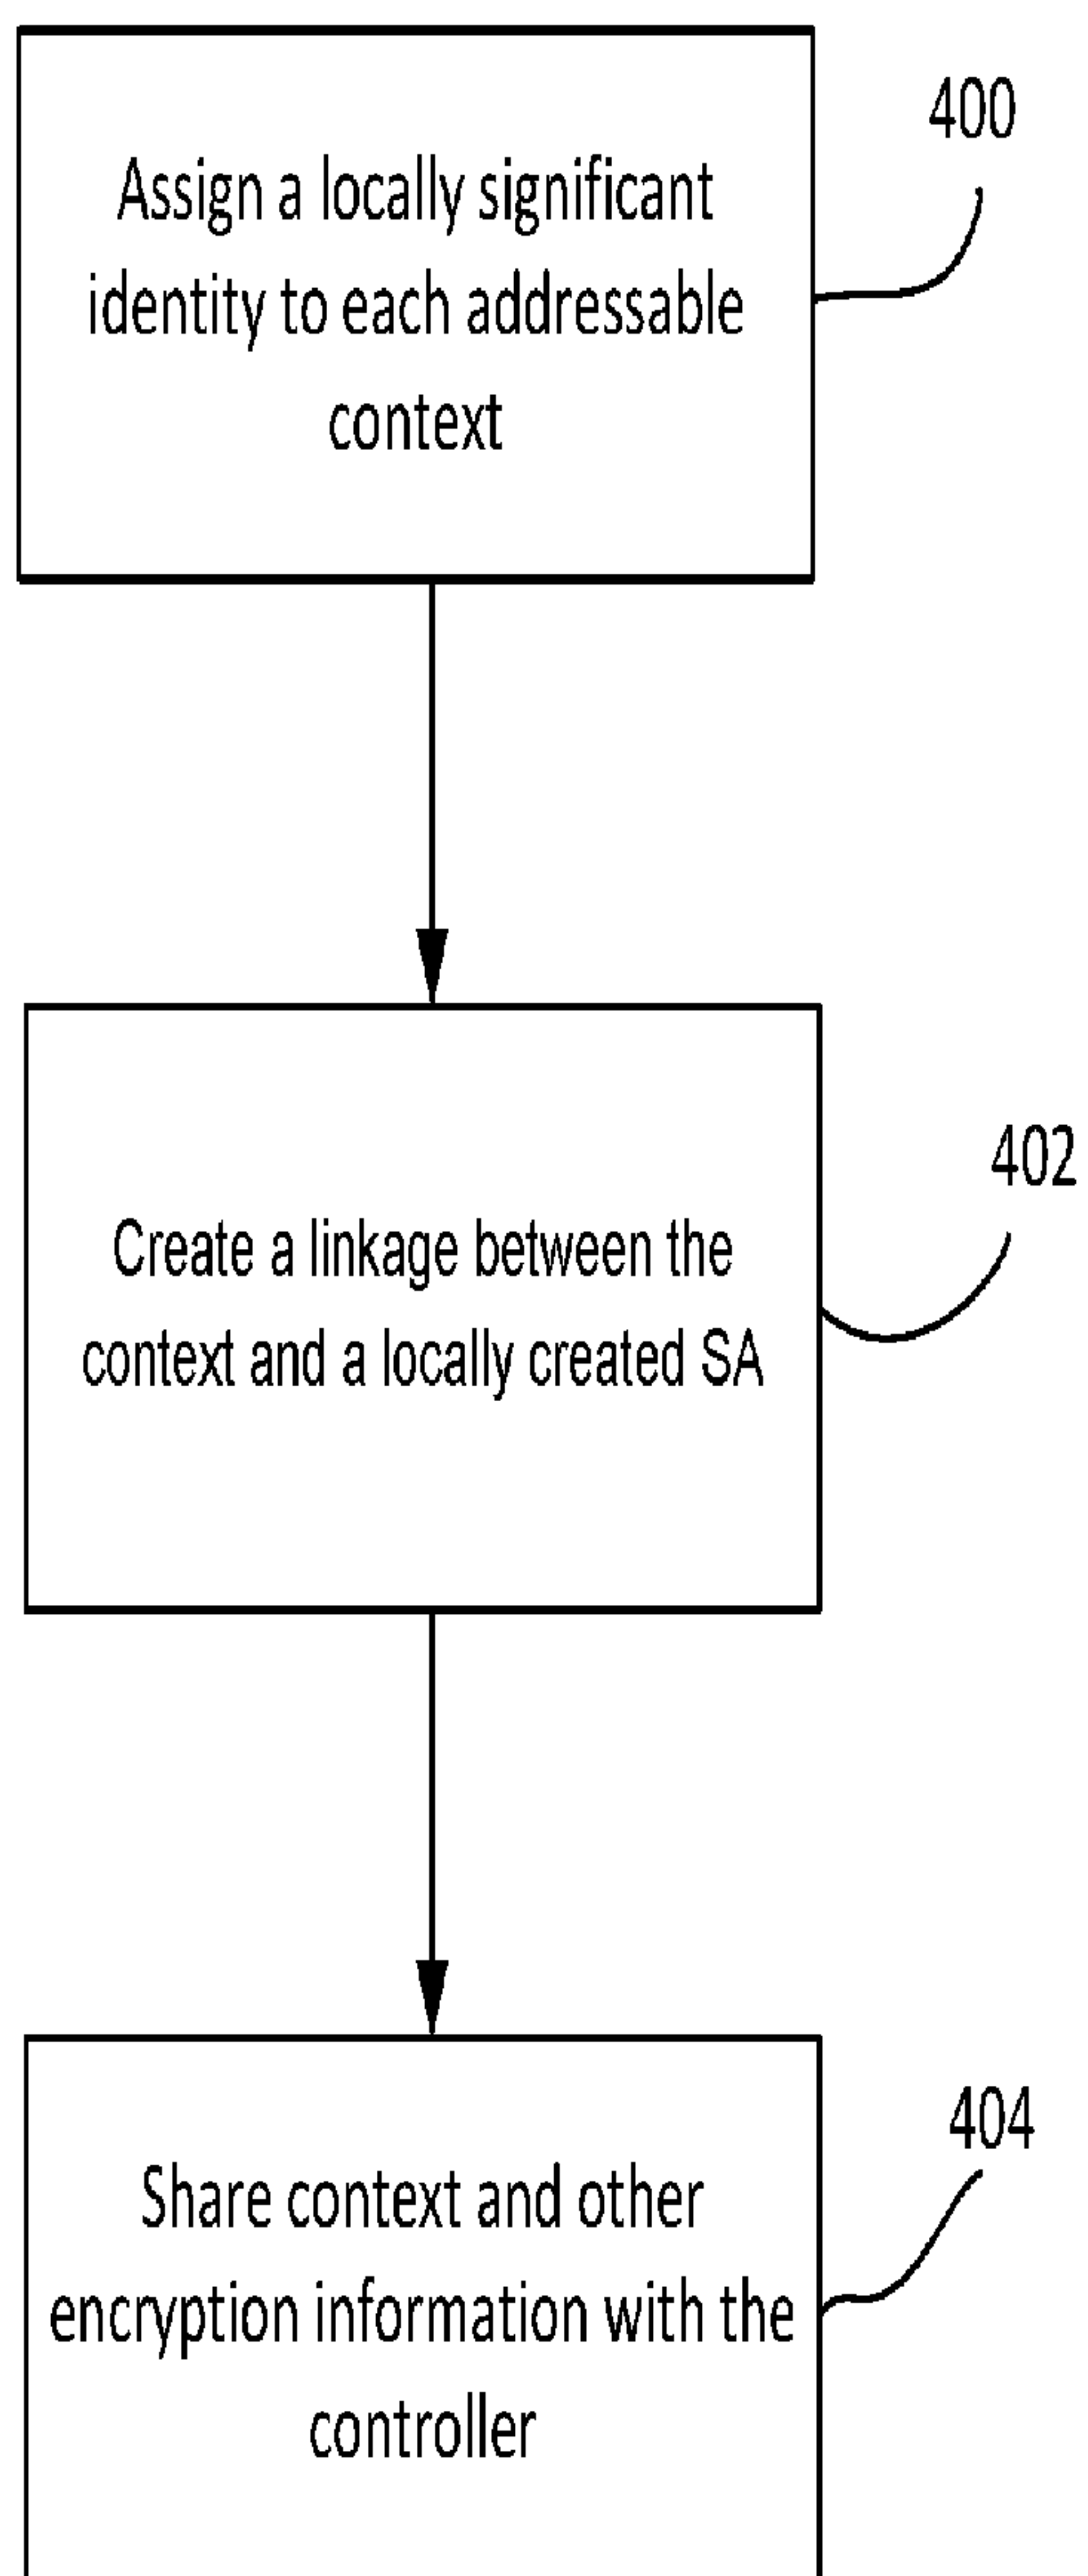 400
Assign a locally significant
identity to each addressable
context
402
Create a linkage between the
context and a locally created SA
404
Share context and other
encryption information with the
controller